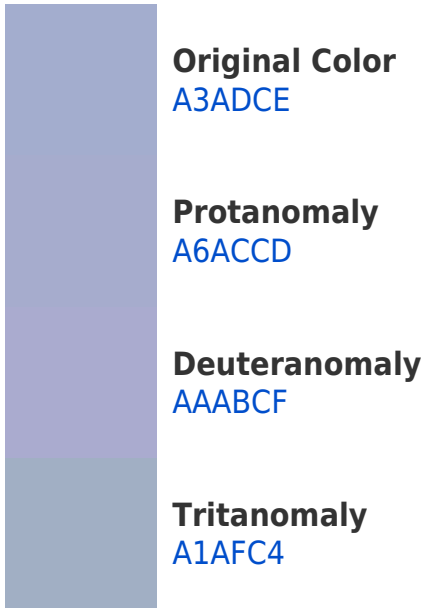 Original Color
A3ADCE
Protanomaly
A6ACCD
Deuteranomaly
AAABCF
Tritanomaly
A1AFC4